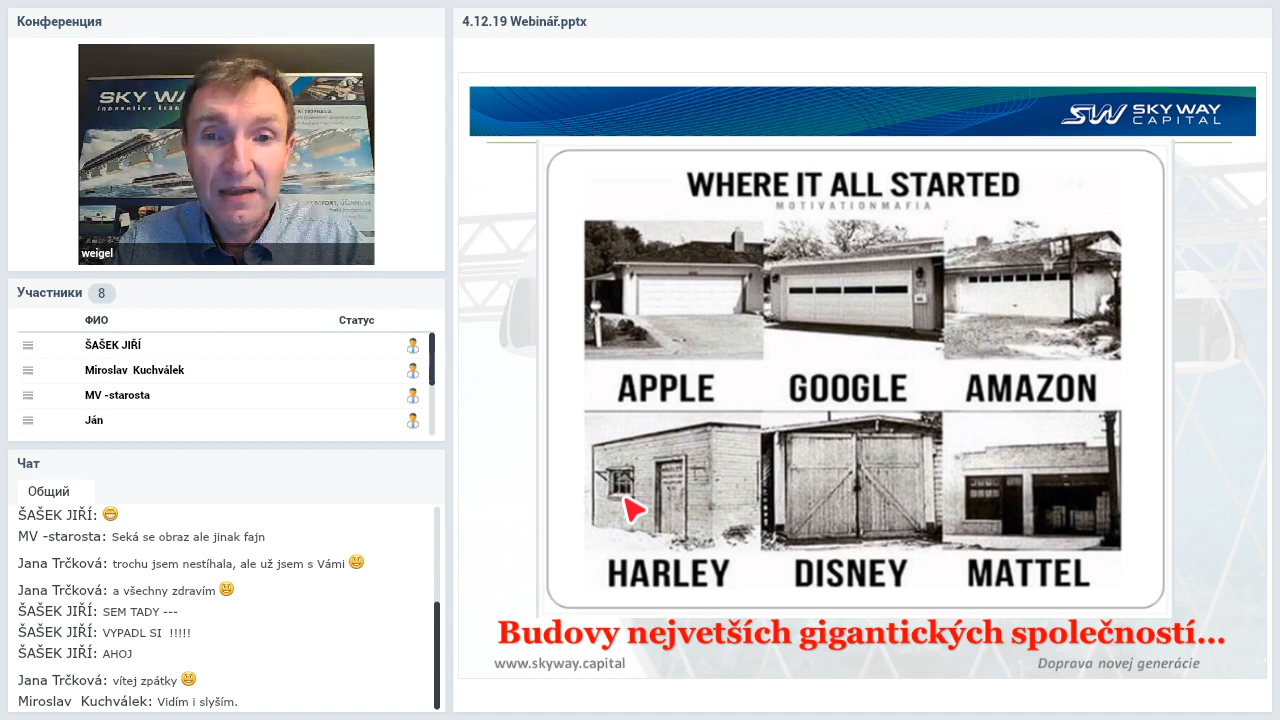 Конференция
SKY WA
innovative tra
weigel
Участники 8
ФИО Статус
ŠAŠEK JIŘÍ
Miroslav Kuchválek
MV -starosta
Ján
Чат
Общий
ŠAŠEK JIŘÍ:
MV -starosta: Seká se obraz ale jinak fajn
Jana Trčková: trochu jsem nestíhala, ale už jsem s Vámi
Jana Trčková: a všechny zdravím
ŠAŠEK JIŘÍ: SEM TADY ---
ŠAŠEK JIŘÍ: VYPADL SI !!!!!
ŠAŠEK JIŘÍ: AHOJ
Jana Trčková: vítej zpátky
Miroslav Kuchválek: Vidím i slyším.
4.12.19 Webinář.pptx
SW SKY WAY
CAPITAL
WHERE IT ALL STARTED
MOTIVATIONMAFIA
APPLE GOOGLE AMAZON
HARLEY DISNEY MATTEL
Budovy nejvetších gigantických společností...
www.skyway.capital Doprava novej generácie